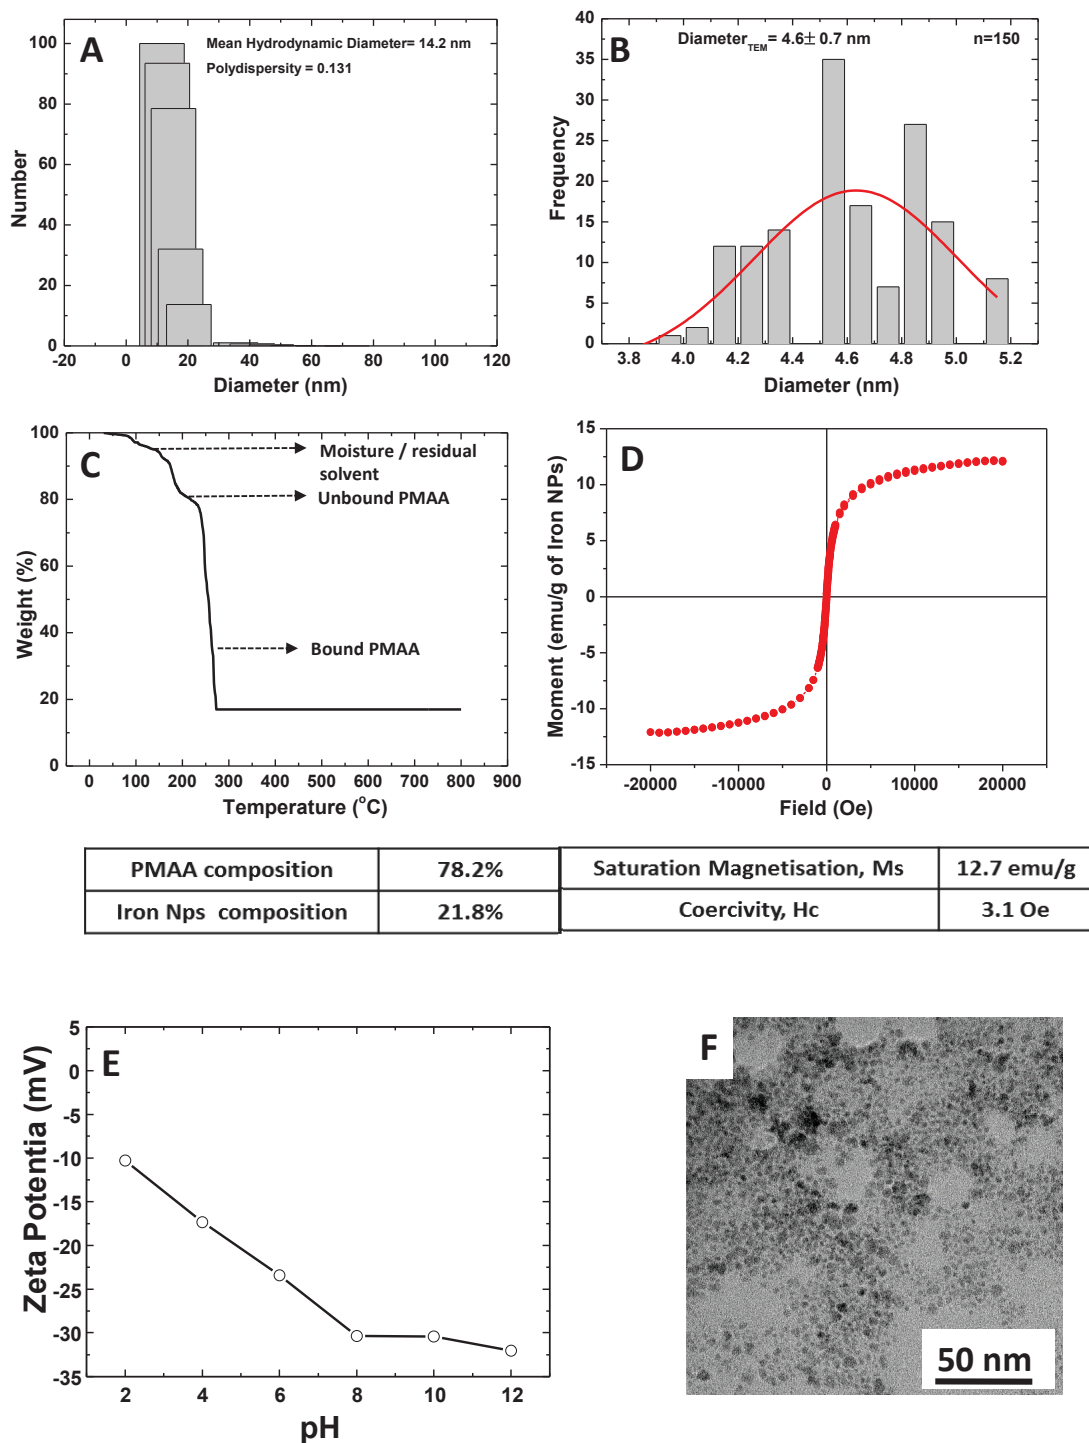 A
Mean Hydrodynamic Diameter= 14.2 nm
Polydispersity = 0.131
Number
100
80
60
40
20
0
-20 0 20 40 60 80 100 120
Diameter (nm)
B
Diameter TEM = 4.6± 0.7 nm
n=150
Frequency
40
35
30
25
20
15
10
5
0
3.8 4.0 4.2 4.4 4.6 4.8 5.0 5.2
Diameter (nm)
C
Moisture / residual
solvent
Unbound PMAA
Bound PMAA
Weight (%)
100
80
60
40
20
0
0 100 200 300 400 500 600 700 800 900
Temperature (°C)
D
Moment (emu/g of Iron NPs)
15
10
5
0
-5
-10
-15
-20000 -10000 0 10000 20000
Field (Oe)
PMAA composition 78.2% Saturation Magnetisation, Ms 12.7 emu/g
Iron Nps composition 21.8% Coercivity, Hc 3.1 Oe
E
Zeta Potentia (mV)
5
0
-5
-10
-15
-20
-25
-30
-35
2 4 6 8 10 12
pH
F
50 nm